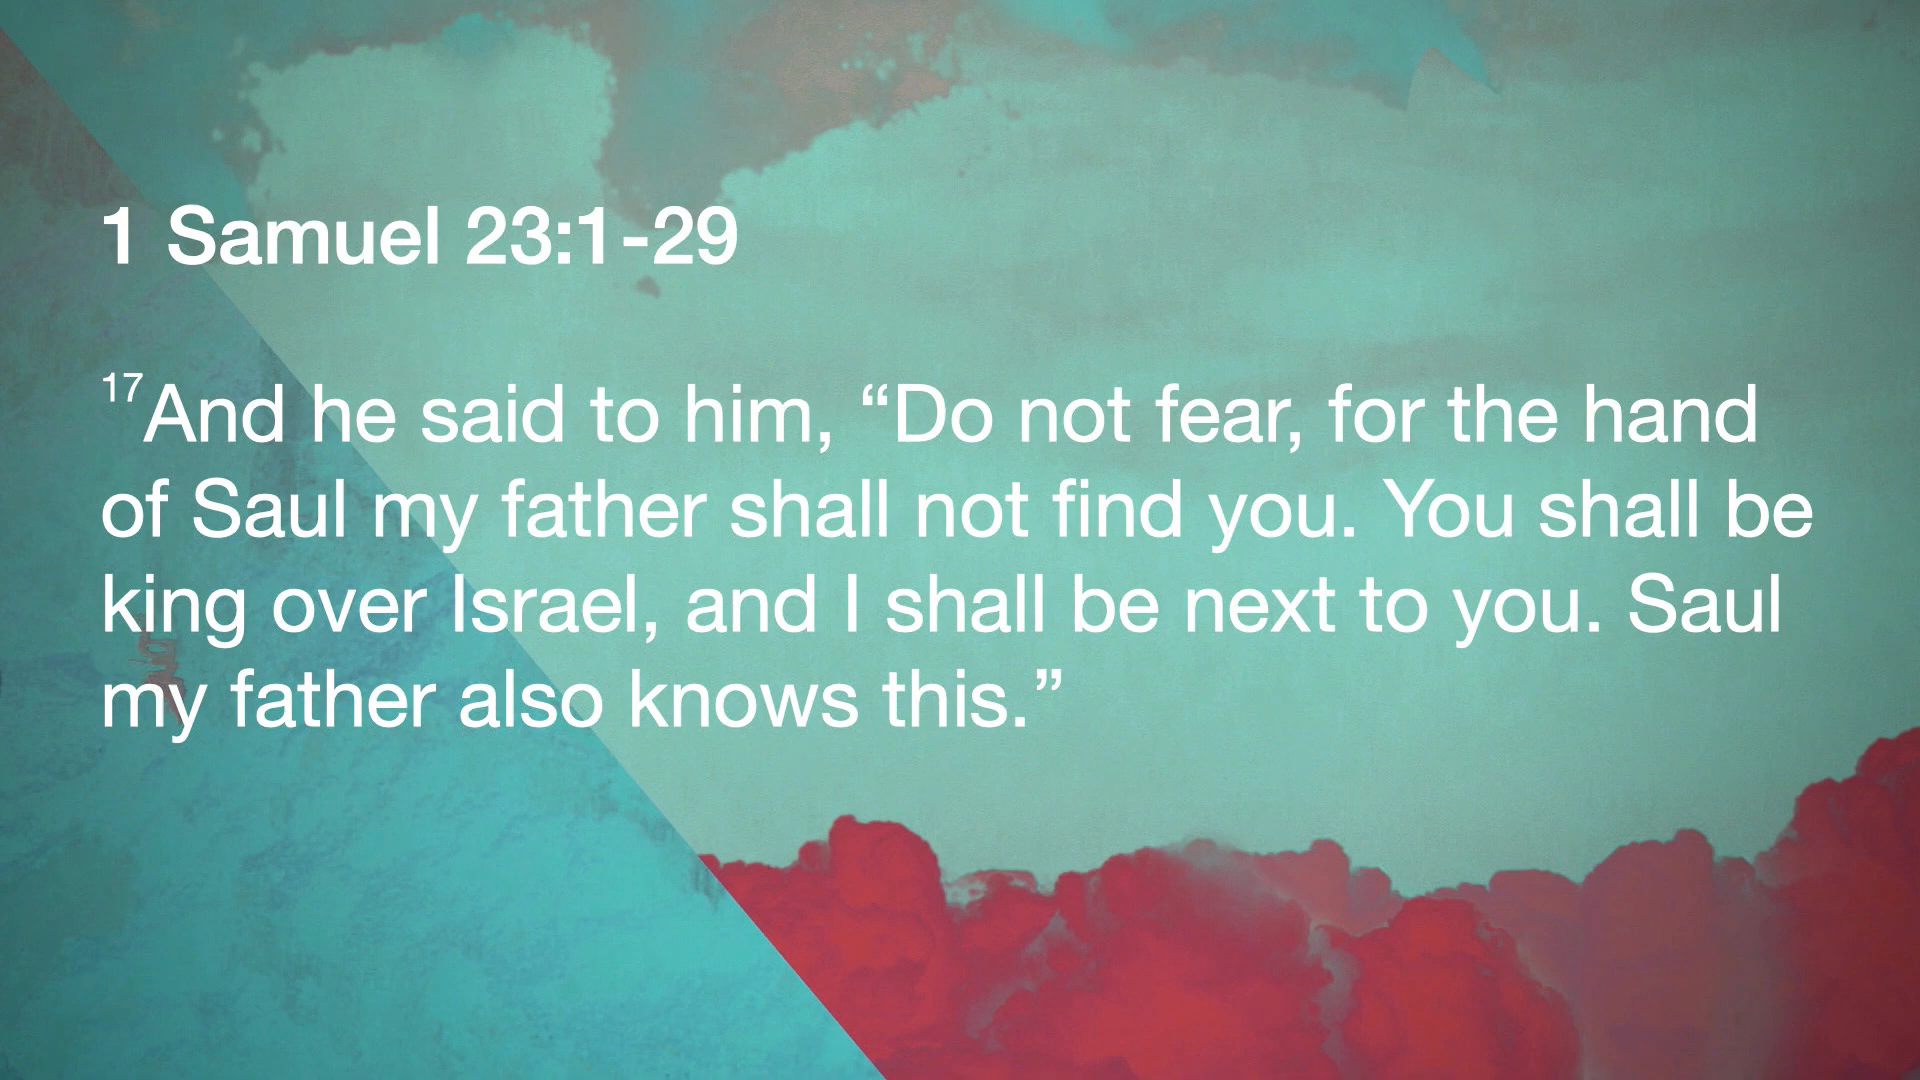 1 Samuel 23:1-29
17And he said to him, “Do not fear, for the hand
of Saul my father shall not find you. You shall be
king over Israel, and I shall be next to you. Saul
my father also knows this.”